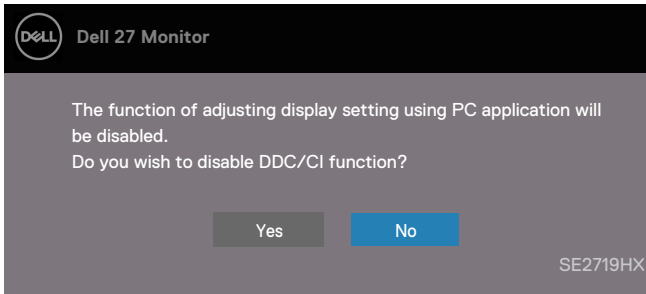 DELL Dell 27 Monitor
The function of adjusting display setting using PC application will
be disabled.
Do you wish to disable DDC/CI function?
Yes No
SE2719HX